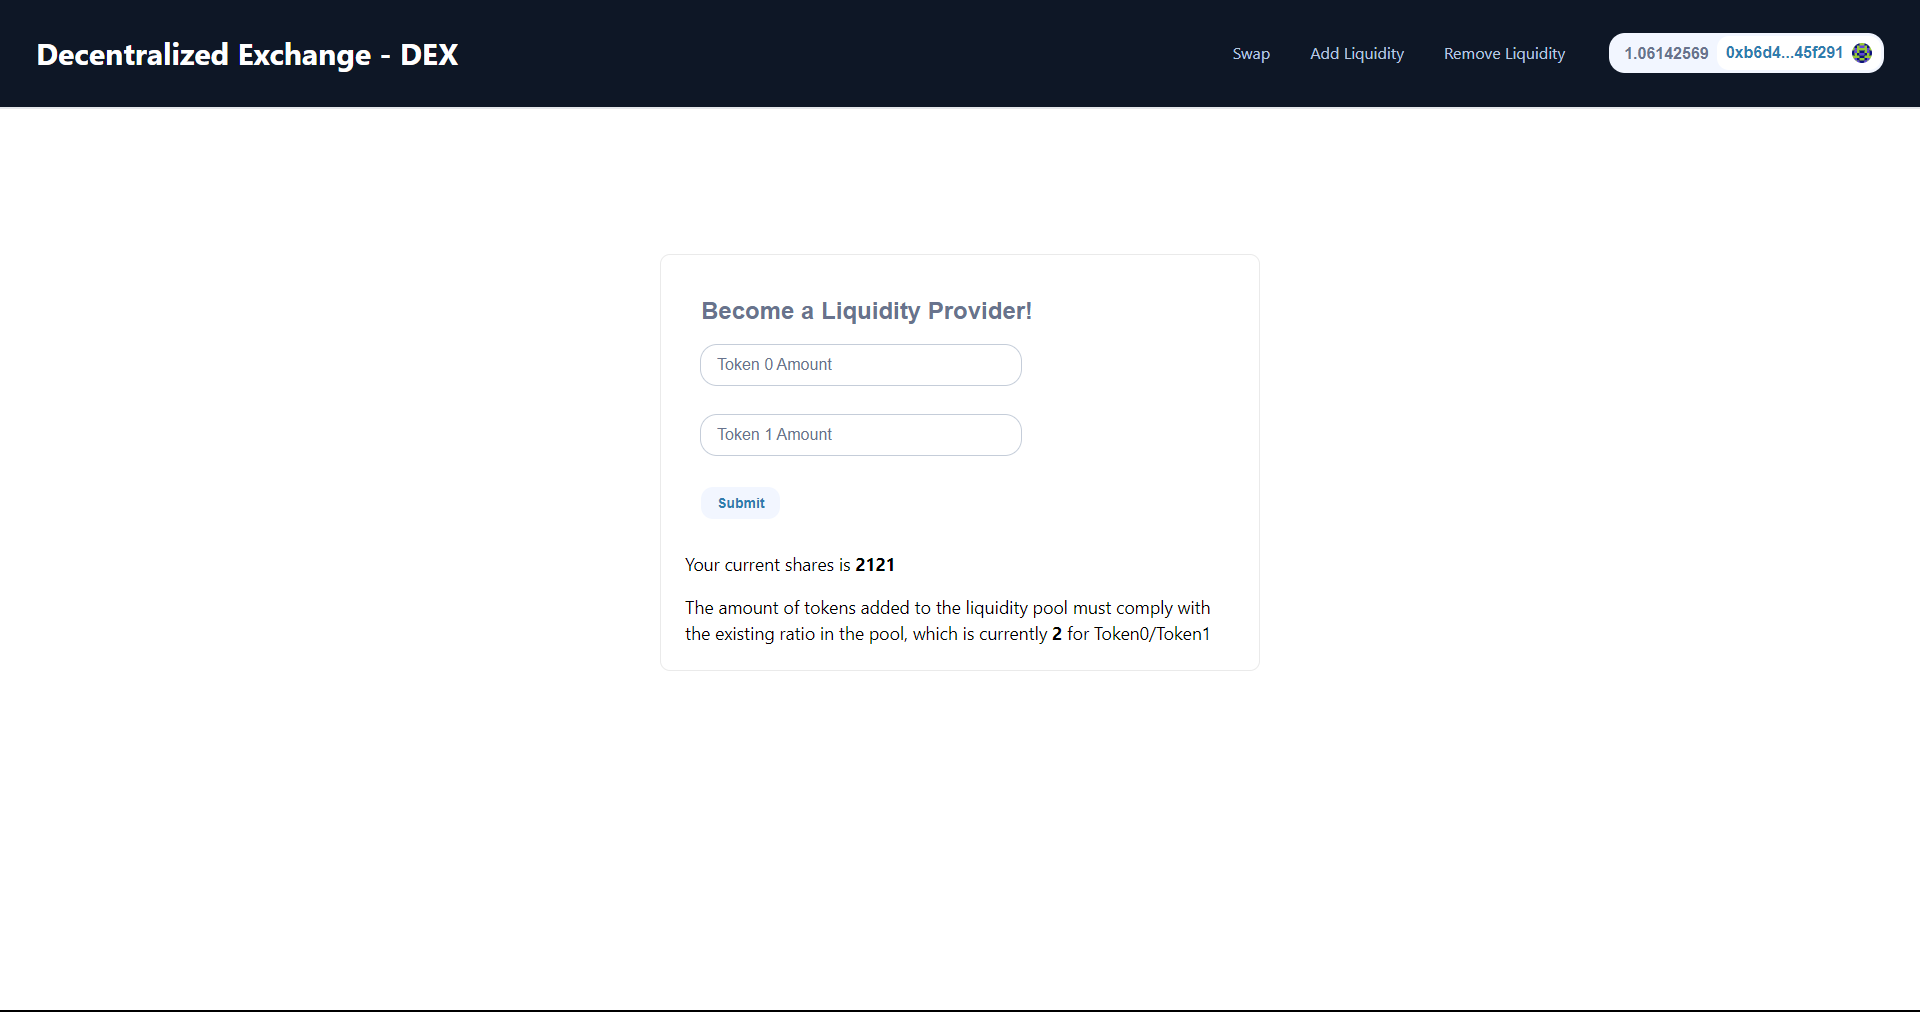 Decentralized Exchange - DEX
Swap
Add Liquidity
Remove Liquidity
1.06142569
0xb6d4...45f291
Become a Liquidity Provider!
Token 0 Amount
Token 1 Amount
Submit
Your current shares is 2121
The amount of tokens added to the liquidity pool must comply with
the existing ratio in the pool, which is currently 2 for Token0/Token1